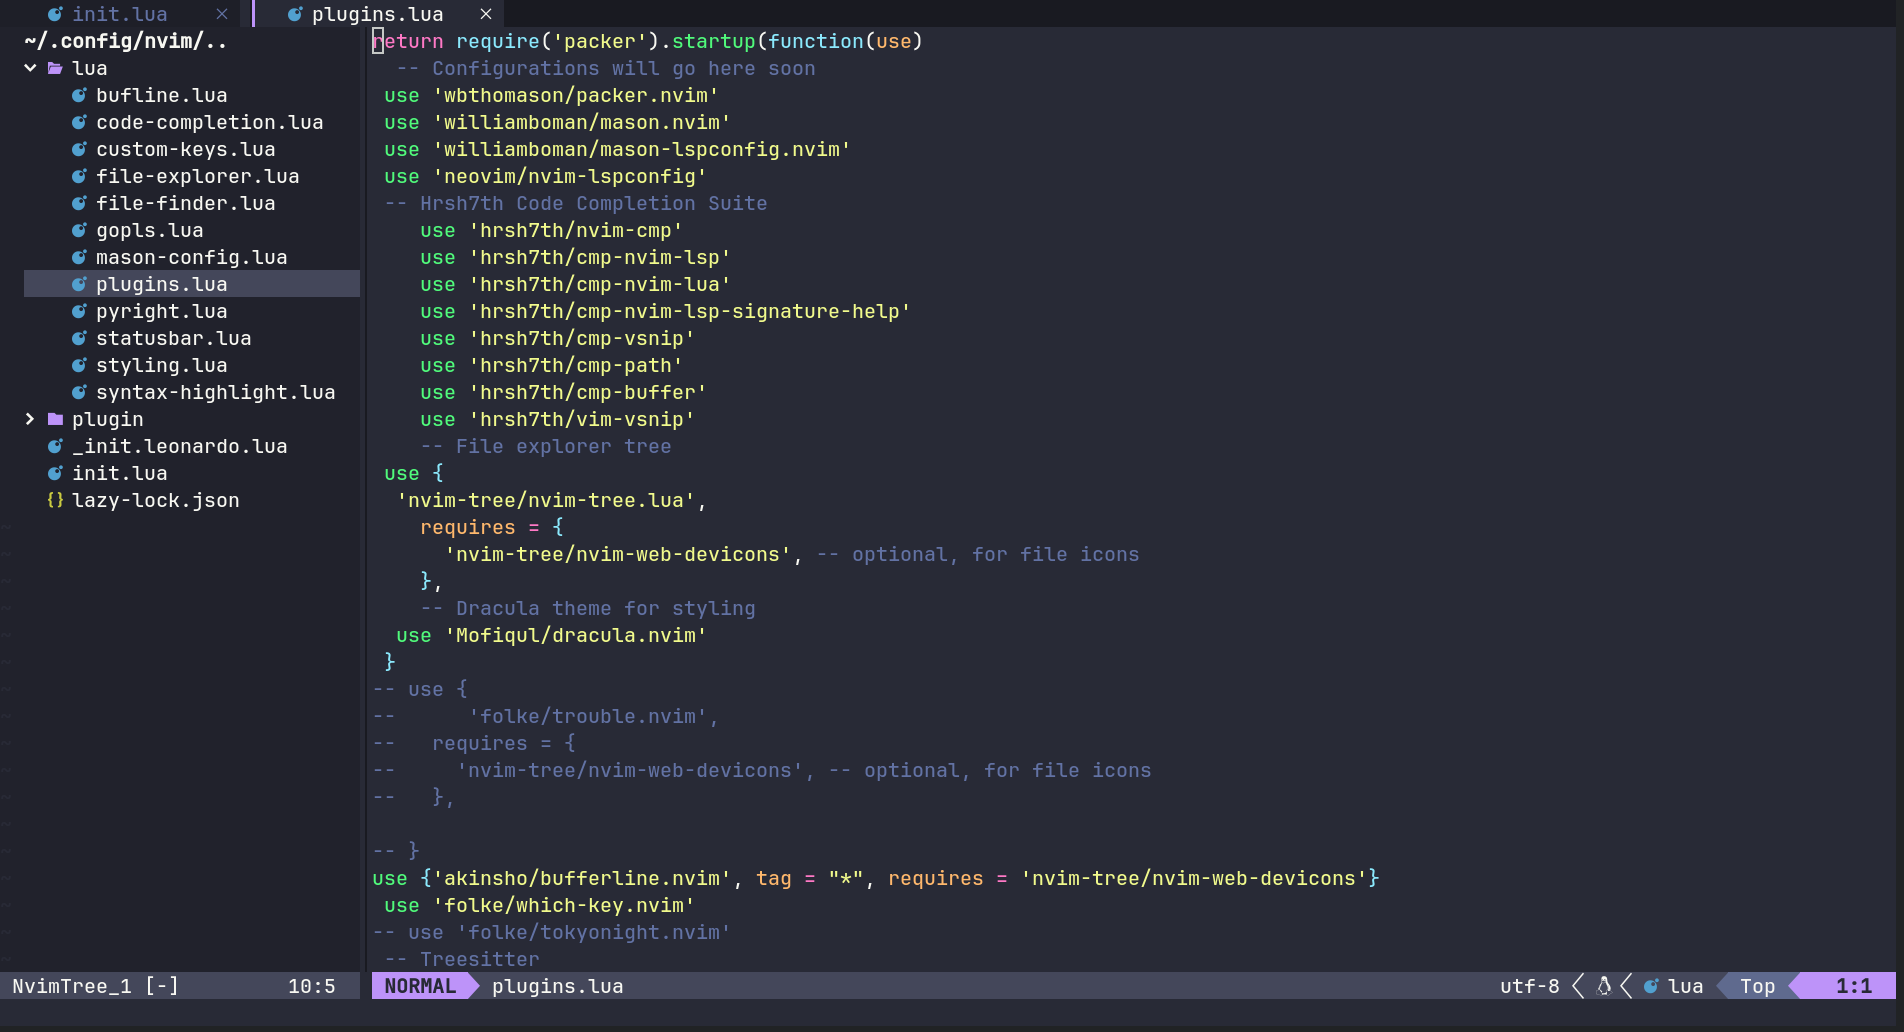 init.lua × plugins.lua ×
~/.config/nvim/..
lua
bufline.lua
code-completion.lua
custom-keys.lua
file-explorer.lua
file-finder.lua
gopls.lua
mason-config.lua
plugins.lua
pyright.lua
statusbar.lua
styling.lua
syntax-highlight.lua
plugin
_init.leonardo.lua
init.lua
{} lazy-lock.json
return require('packer').startup(function(use)
-- Configurations will go here soon
use 'wbthomason/packer.nvim'
use 'williamboman/mason.nvim'
use 'williamboman/mason-lspconfig.nvim'
use 'neovim/nvim-lspconfig'
-- Hrsh7th Code Completion Suite
use 'hrsh7th/nvim-cmp'
use 'hrsh7th/cmp-nvim-lsp'
use 'hrsh7th/cmp-nvim-lua'
use 'hrsh7th/cmp-nvim-lsp-signature-help'
use 'hrsh7th/cmp-vsnip'
use 'hrsh7th/cmp-path'
use 'hrsh7th/cmp-buffer'
use 'hrsh7th/vim-vsnip'
-- File explorer tree
use {
'nvim-tree/nvim-tree.lua',
requires = {
'nvim-tree/nvim-web-devicons', -- optional, for file icons
},
-- Dracula theme for styling
use 'Mofiqul/dracula.nvim'
}
-- use {
-- 'folke/trouble.nvim',
-- requires = {
-- 'nvim-tree/nvim-web-devicons', -- optional, for file icons
-- },
-- }
use {'akinsho/bufferline.nvim', tag = "*", requires = 'nvim-tree/nvim-web-devicons'}
use 'folke/which-key.nvim'
-- use 'folke/tokyonight.nvim'
-- Treesitter
NvimTree_1 [-] 10:5
NORMAL plugins.lua utf-8 lua Top 1:1